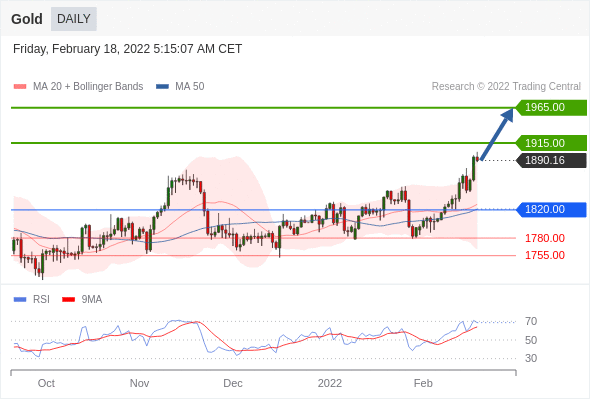 Gold DAILY
Friday, February 18, 2022 5:15:07 AM CET
MA 20 + Bollinger Bands MA 50 Research © 2022 Trading Central
1965.00
1915.00
1890.16
1820.00
1780.00
1755.00
RSI 9MA
70
50
30
Oct Nov Dec 2022 Feb